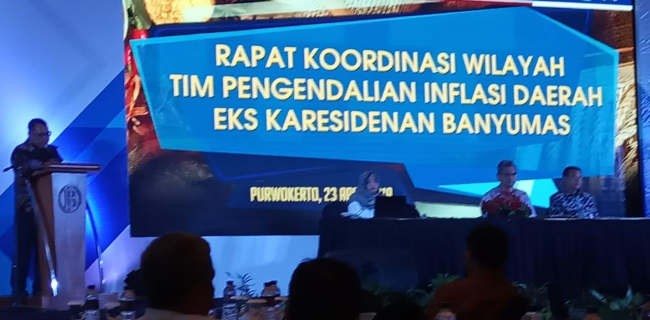 RAPAT KOORDINASI WILAYAH
TIM PENGENDALIAN INFLASI DAERAH
EKS KARESIDENAN BANYUMAS
PURWOKERTO, 23